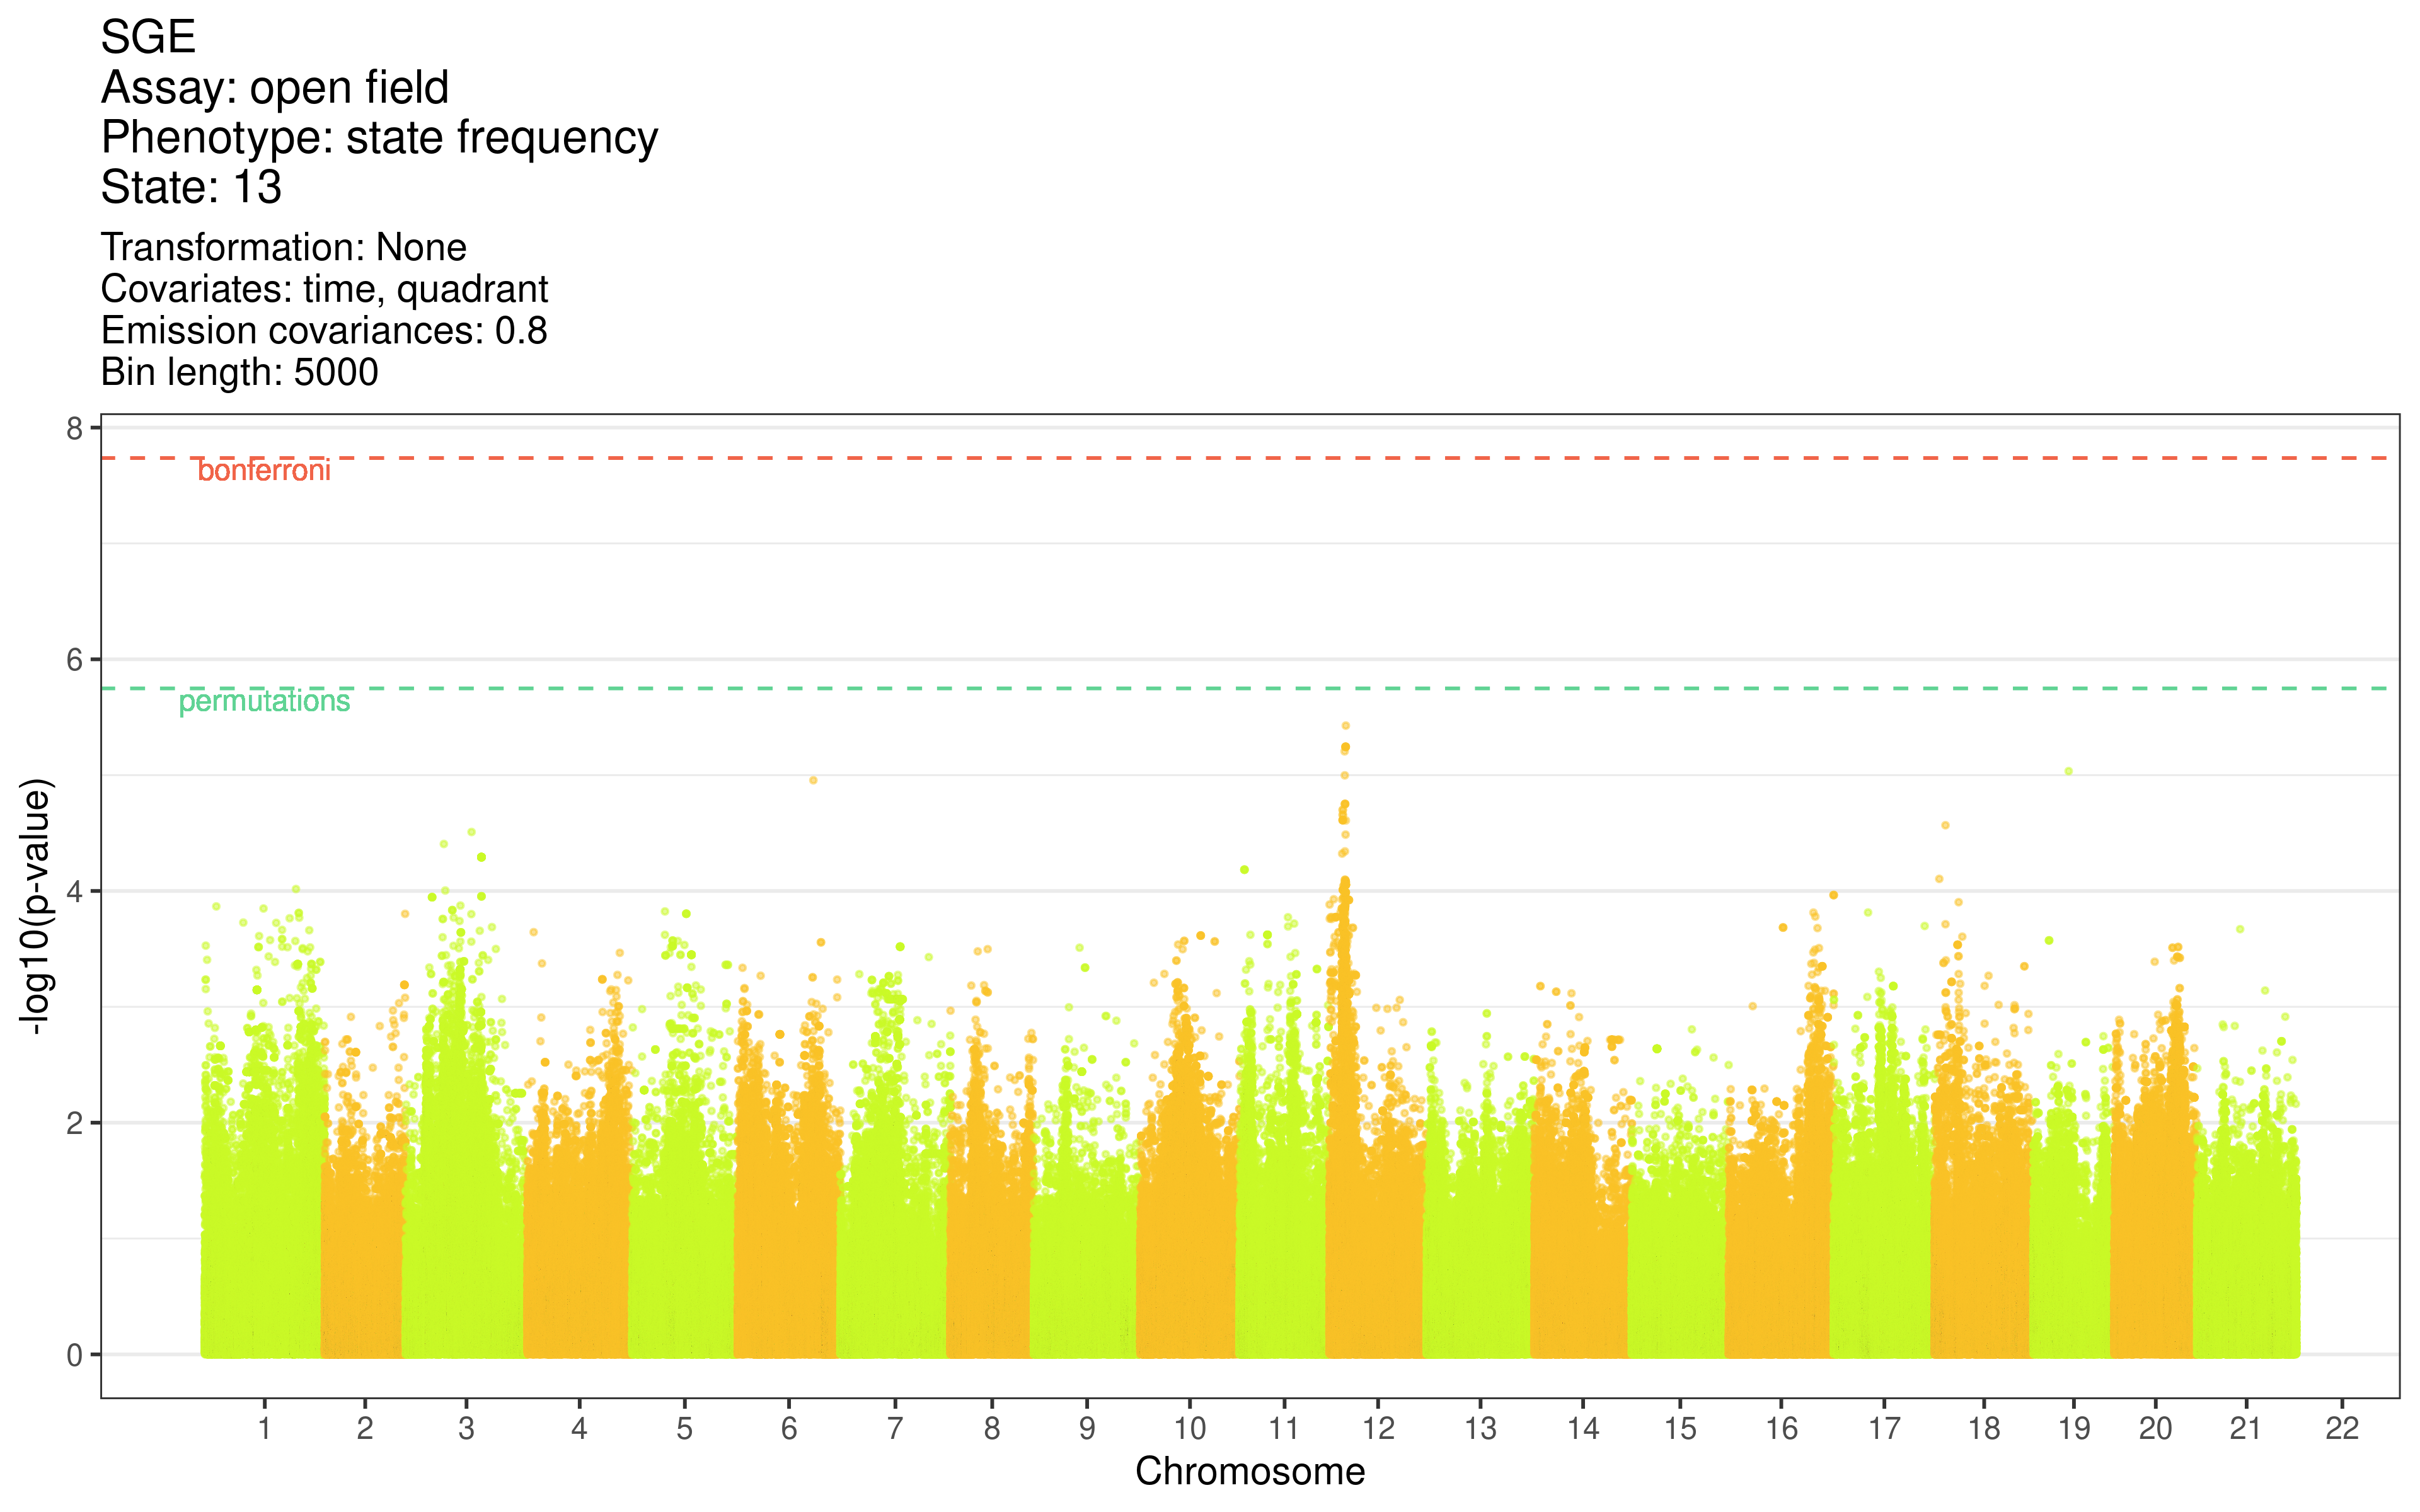 SGE
Assay: open field
Phenotype: state frequency
State: 13
Transformation: None
Covariates: time, quadrant
Emission covariances: 0.8
Bin length: 5000
8
bonferroni
6
permutations
4
2
0
-log10(p-value)
1 2 3 4 5 6 7 8 9 10 11 12 13 14 15 16 17 18 19 20 21 22
Chromosome